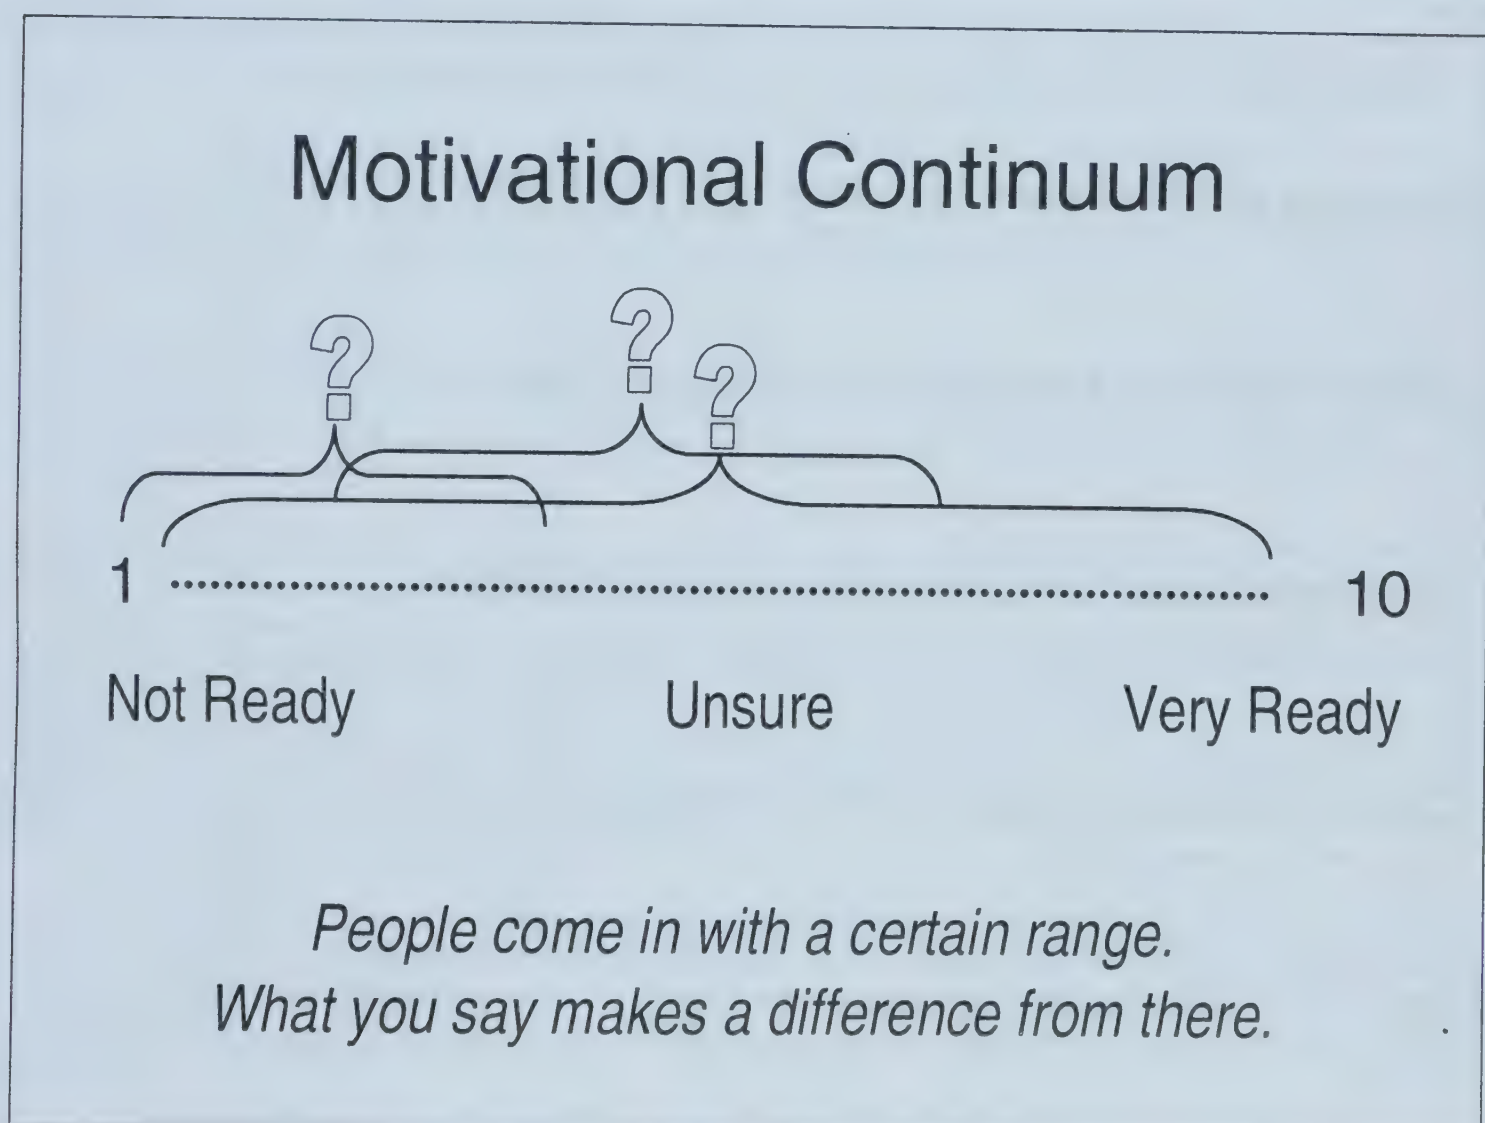 Motivational Continuum
? ? ?
1 10
Not Ready Unsure Very Ready
People come in with a certain range.
What you say makes a difference from there.